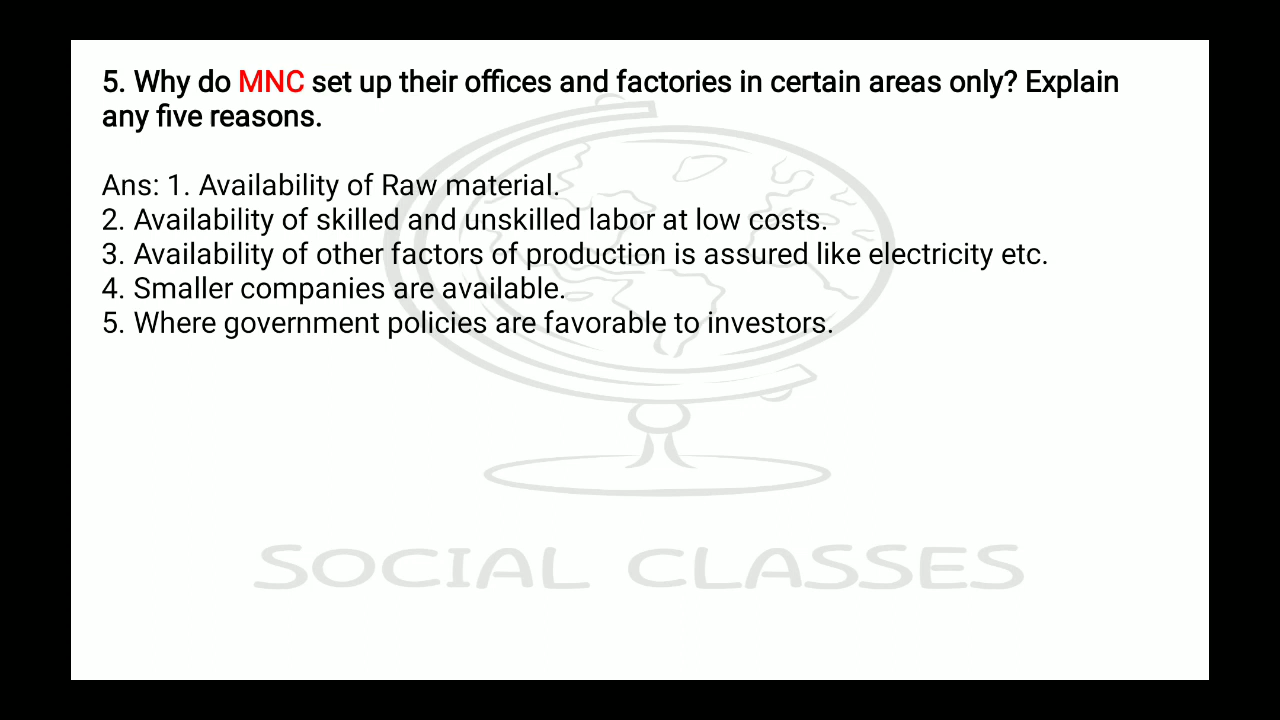 5. Why do MNC set up their offices and factories in certain areas only? Explain
any five reasons.
Ans: 1. Availability of Raw material.
2. Availability of skilled and unskilled labor at low costs.
3. Availability of other factors of production is assured like electricity etc.
4. Smaller companies are available.
5. Where government policies are favorable to investors.
SOCIAL CLASSES